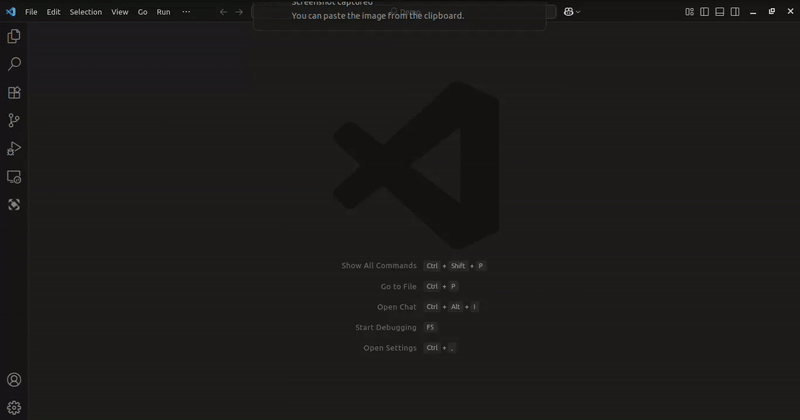 File Edit Selection View Go Run ···
Screenshot captured
You can paste the image from the clipboard.
Demo
Show All Commands Ctrl + Shift + P
Go to File Ctrl + P
Open Chat Ctrl + Alt + I
Start Debugging F5
Open Settings Ctrl + ,